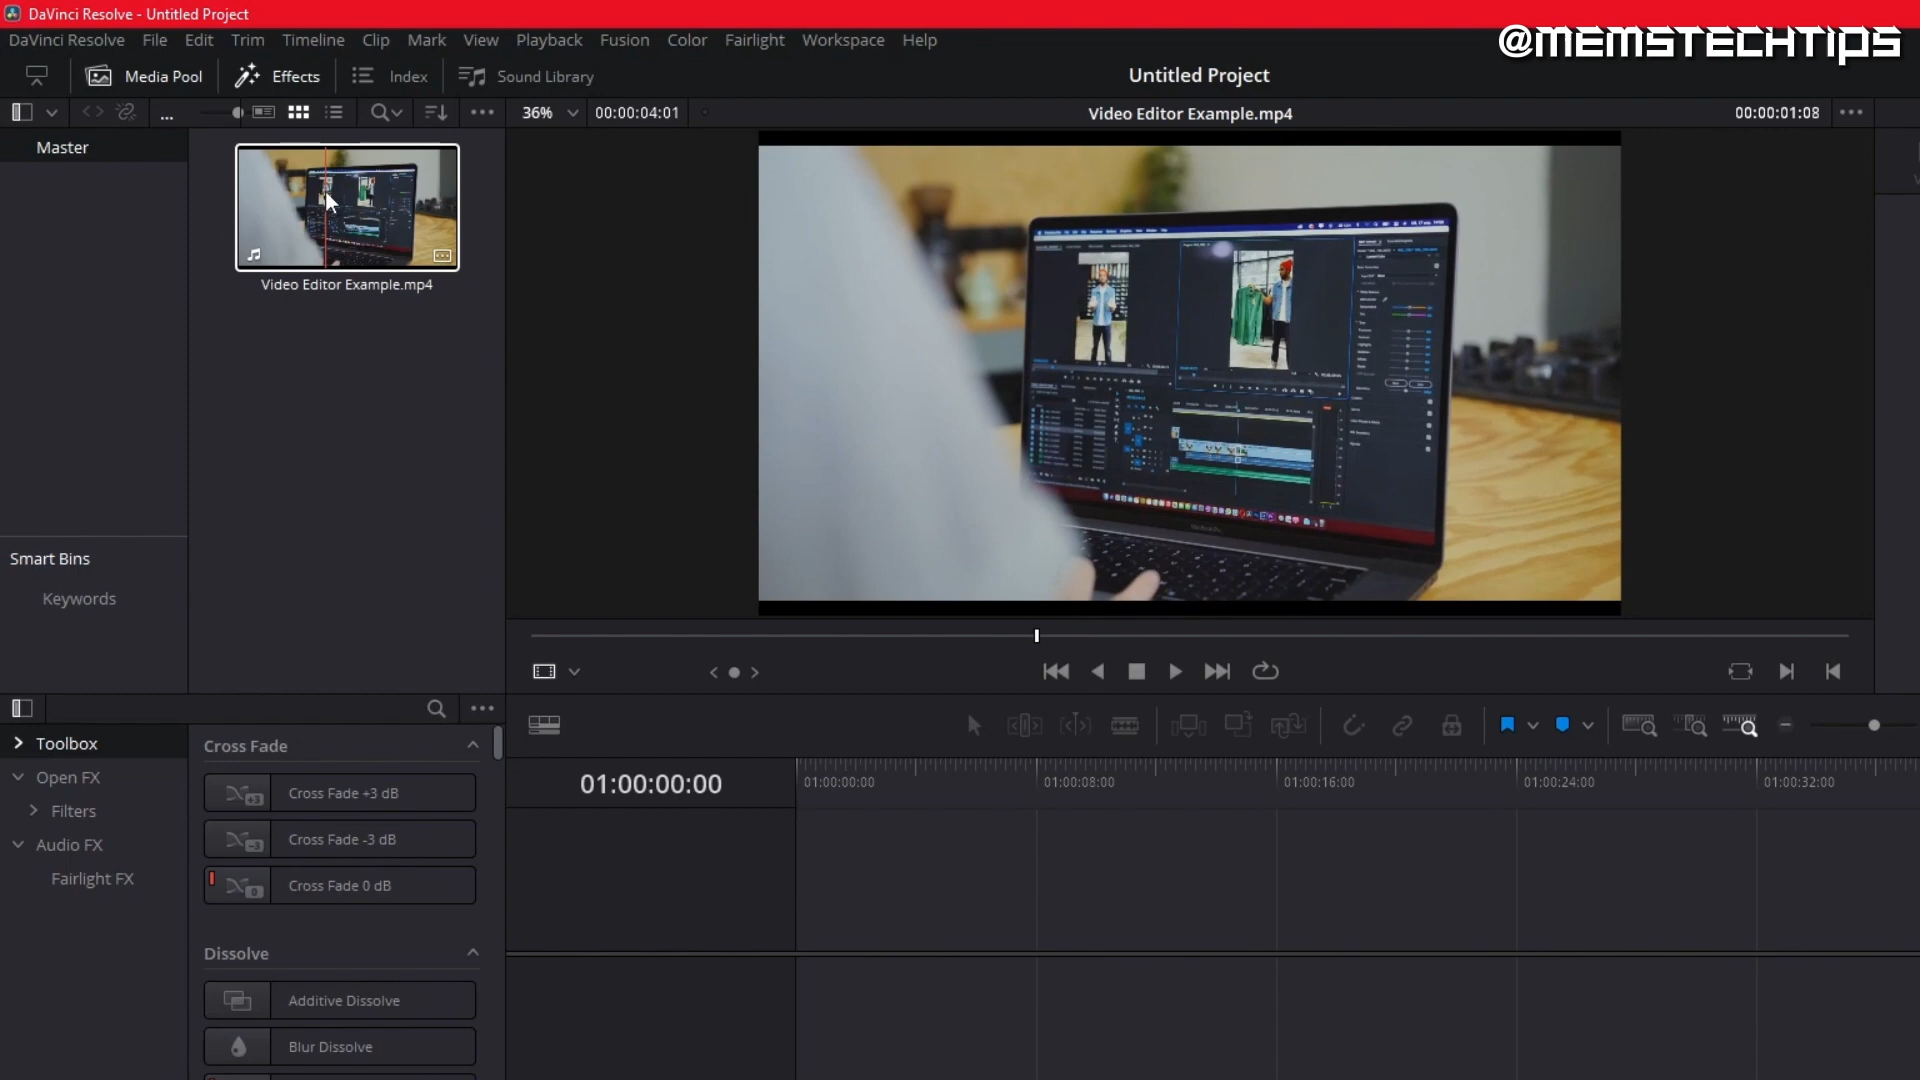 DaVinci Resolve - Untitled Project
DaVinci Resolve File Edit Trim Timeline Clip Mark View Playback Fusion Color Fairlight Workspace Help
@MEMSTECHTIPS
Media Pool Effects Index Sound Library
Untitled Project
... 36% 00:00:04:01 Video Editor Example.mp4 00:00:01:08
Master
Video Editor Example.mp4
Smart Bins
Keywords
Toolbox
Open FX
Filters
Audio FX
Fairlight FX
Cross Fade
+3 Cross Fade +3 dB
-3 Cross Fade -3 dB
0 Cross Fade 0 dB
Dissolve
Additive Dissolve
Blur Dissolve
01:00:00:00
01:00:00:00 01:00:08:00 01:00:16:00 01:00:24:00 01:00:32:00